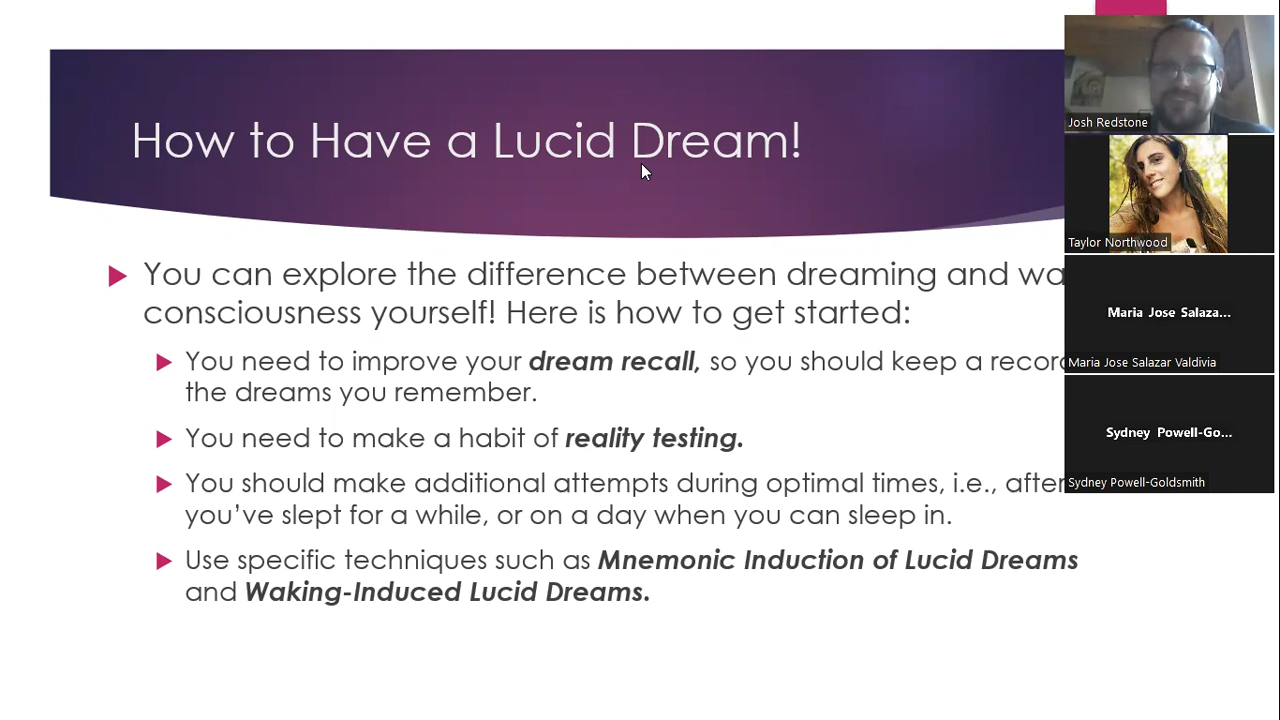 How to Have a Lucid Dream!
You can explore the difference between dreaming and
consciousness yourself! Here is how to get started:
You need to improve your dream recall, so you should keep a record
the dreams you remember.
You need to make a habit of reality testing.
You should make additional attempts during optimal times, i.e., after
you’ve slept for a while, or on a day when you can sleep in.
Use specific techniques such as Mnemonic Induction of Lucid Dreams
and Waking-Induced Lucid Dreams.
Josh Redstone
Taylor Northwood
Maria Jose Salaza...
Maria Jose Salazar Valdivia
Sydney Powell-Go...
Sydney Powell-Goldsmith